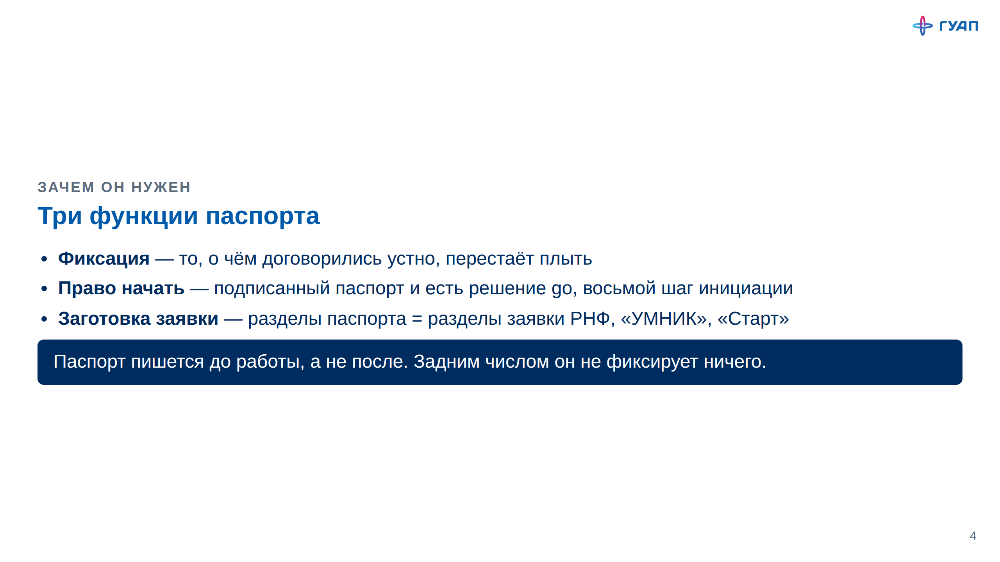 ГУАП
ЗАЧЕМ ОН НУЖЕН
Три функции паспорта
• Фиксация — то, о чём договорились устно, перестаёт плыть
• Право начать — подписанный паспорт и есть решение go, восьмой шаг инициации
• Заготовка заявки — разделы паспорта = разделы заявки РНФ, «УМНИК», «Старт»
Паспорт пишется до работы, а не после. Задним числом он не фиксирует ничего.
4